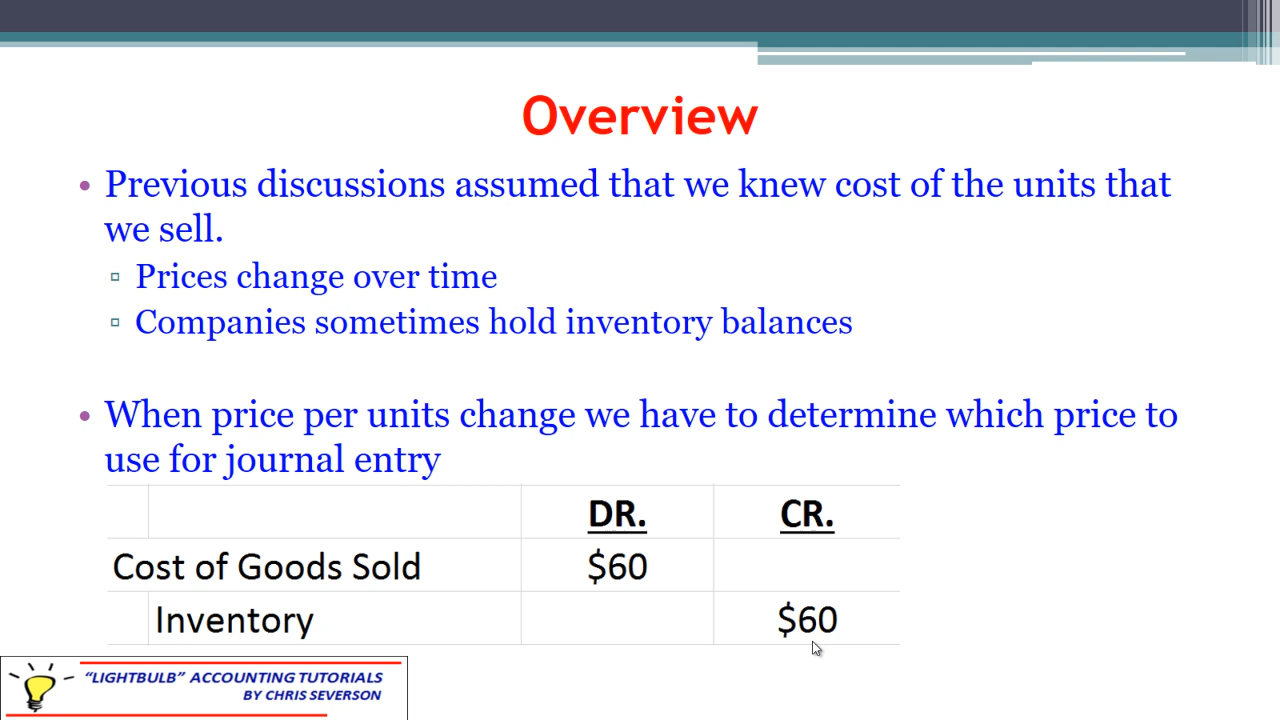 Overview
• Previous discussions assumed that we knew cost of the units that
we sell.
▫ Prices change over time
▫ Companies sometimes hold inventory balances
• When price per units change we have to determine which price to
use for journal entry
DR. CR.
Cost of Goods Sold $60
Inventory $60
“LIGHTBULB” ACCOUNTING TUTORIALS
BY CHRIS SEVERSON